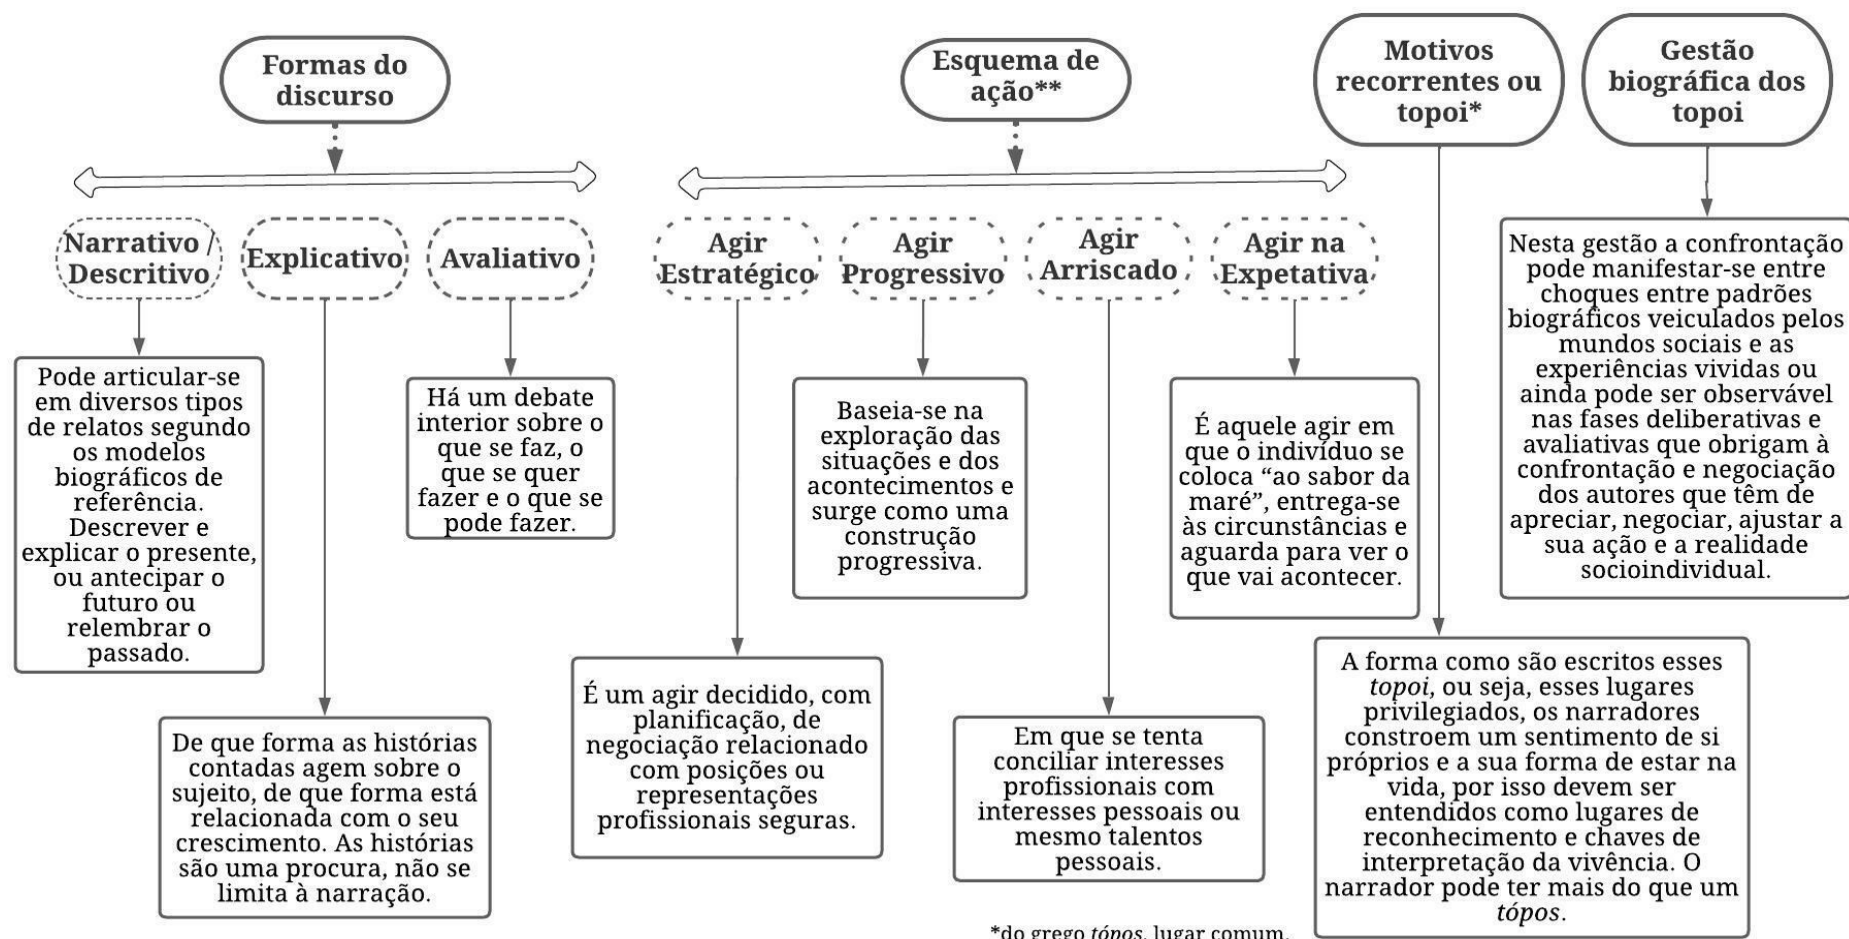 Formas do
discurso
Esquema de
ação**
Motivos
recorrentes ou
topoi*
Gestão
biográfica dos
topoi
Narrativo /
Descritivo
Explicativo
Avaliativo
Agir
Estratégico
Agir
Progressivo
Agir
Arriscado
Agir na
Expetativa
Pode articular-se
em diversos tipos
de relatos segundo
os modelos
biográficos de
referência.
Descrever e
explicar o presente,
ou antecipar o
futuro ou
relembrar o
passado.
De que forma as histórias
contadas agem sobre o
sujeito, de que forma está
relacionada com o seu
crescimento. As histórias
são uma procura, não se
limita à narração.
Há um debate
interior sobre o
que se faz, o
que se quer
fazer e o que se
pode fazer.
É um agir decidido, com
planificação, de
negociação relacionado
com posições ou
representações
profissionais seguras.
Baseia-se na
exploração das
situações e dos
acontecimentos e
surge como uma
construção
progressiva.
Em que se tenta
conciliar interesses
profissionais com
interesses pessoais ou
mesmo talentos
pessoais.
É aquele agir em
que o indivíduo se
coloca “ao sabor da
maré”, entrega-se
às circunstâncias e
aguarda para ver o
que vai acontecer.
A forma como são escritos esses
topoi, ou seja, esses lugares
privilegiados, os narradores
constroem um sentimento de si
próprios e a sua forma de estar na
vida, por isso devem ser
entendidos como lugares de
reconhecimento e chaves de
interpretação da vivência. O
narrador pode ter mais do que um
tópos.
Nesta gestão a confrontação
pode manifestar-se entre
choques entre padrões
biográficos veiculados pelos
mundos sociais e as
experiências vividas ou
ainda pode ser observável
nas fases deliberativas e
avaliativas que obrigam à
confrontação e negociação
dos autores que têm de
apreciar, negociar, ajustar a
sua ação e a realidade
socioindividual.
*do grego tópos, lugar comum.